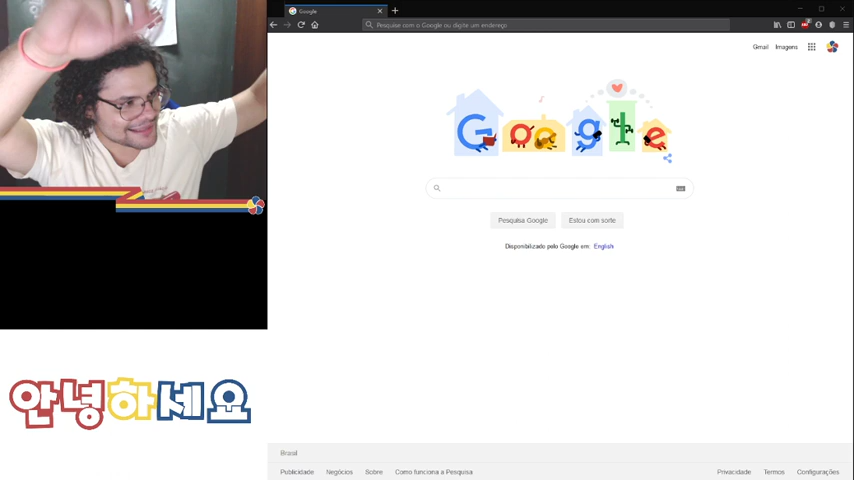 Google
Pesquise com o Google ou digite um endereço
Gmail
Imagens
Google
Pesquisa Google
Estou com sorte
Disponibilizado pelo Google em: English
안녕하세요
Brasil
Publicidade
Negócios
Sobre
Como funciona a Pesquisa
Privacidade
Termos
Configurações